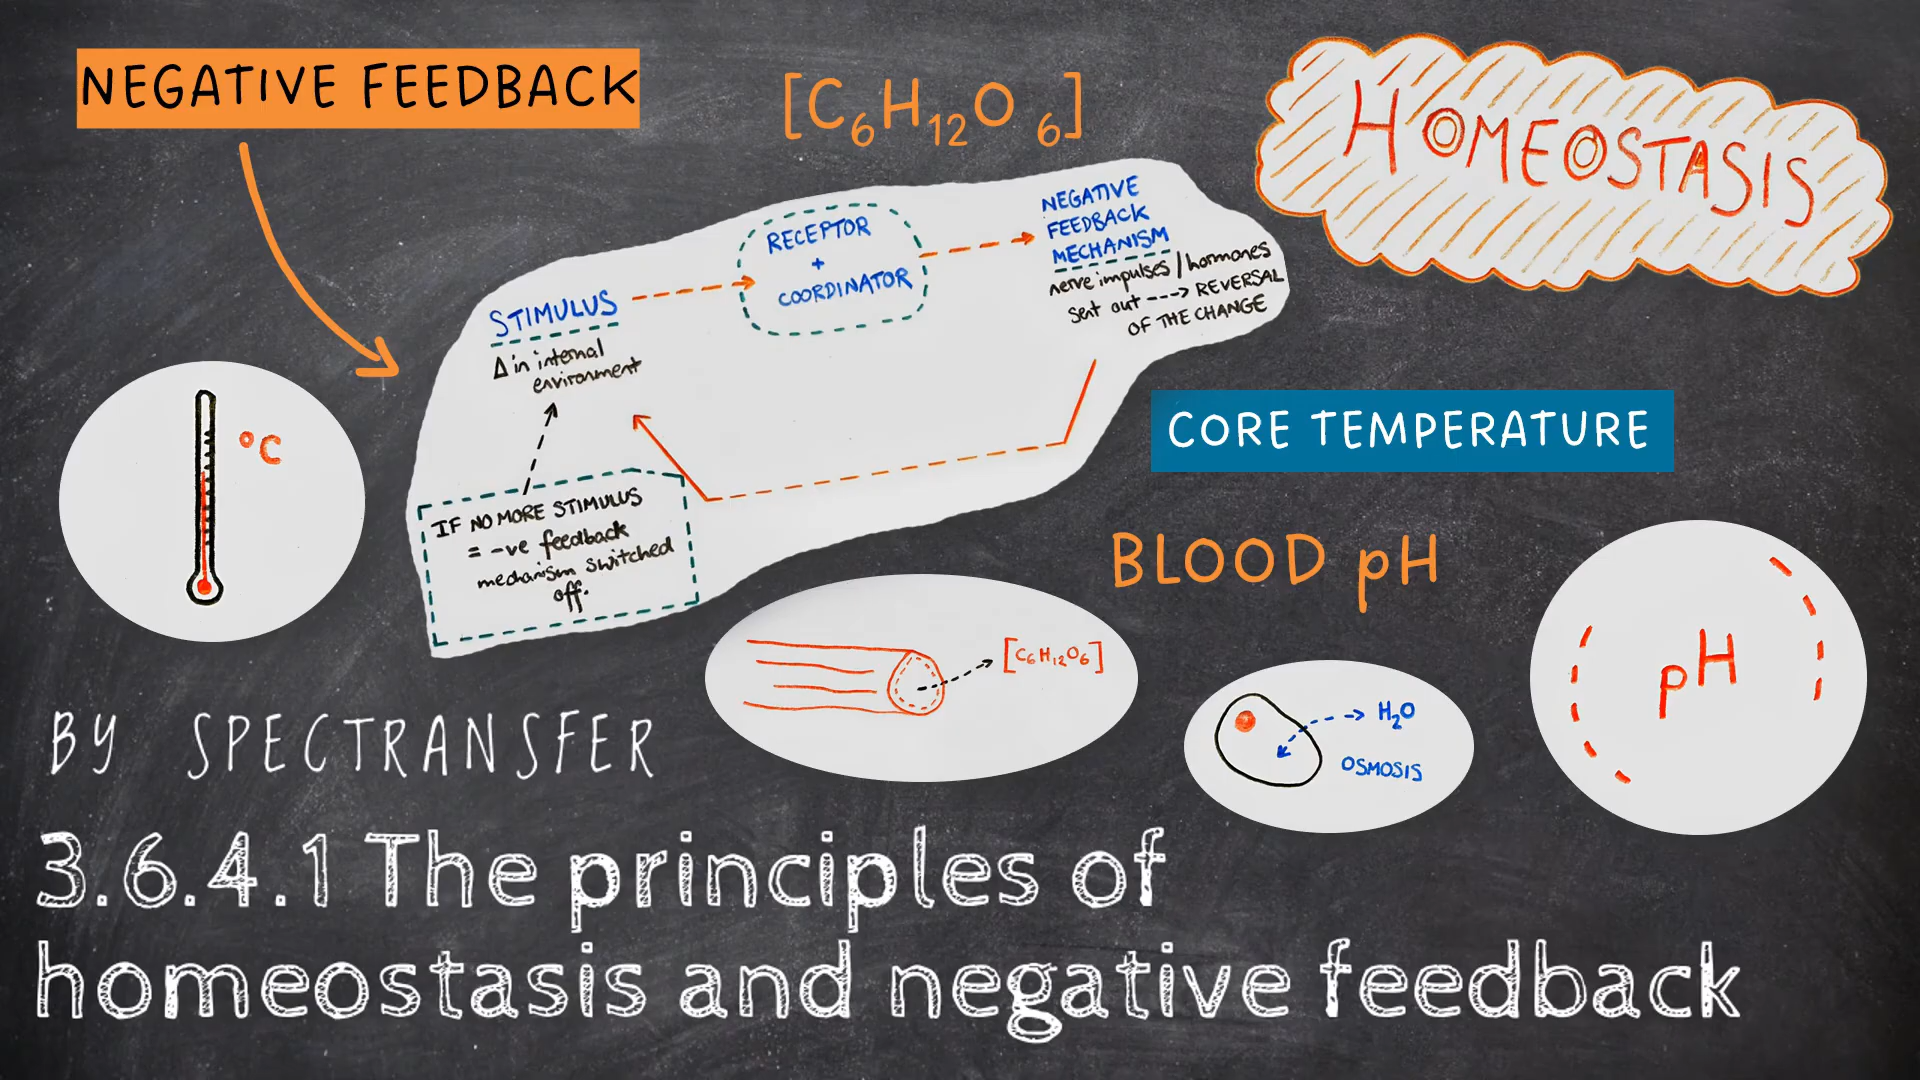 NEGATIVE FEEDBACK
[C₆H₁₂O ₆]
HOMEOSTASIS
STIMULUS
Δ in internal
environment
RECEPTOR
+
COORDINATOR
NEGATIVE
FEEDBACK
MECHANISM
nerve impulses / hormones
sent out ---> REVERSAL
OF THE CHANGE
IF NO MORE STIMULUS
= -ve feedback
mechanism switched
off.
°C
CORE TEMPERATURE
BLOOD pH
[C₆H₁₂O₆]
H₂O
OSMOSIS
pH
BY SPECTRANSFER
3.6.4.1 The principles of
homeostasis and negative feedback